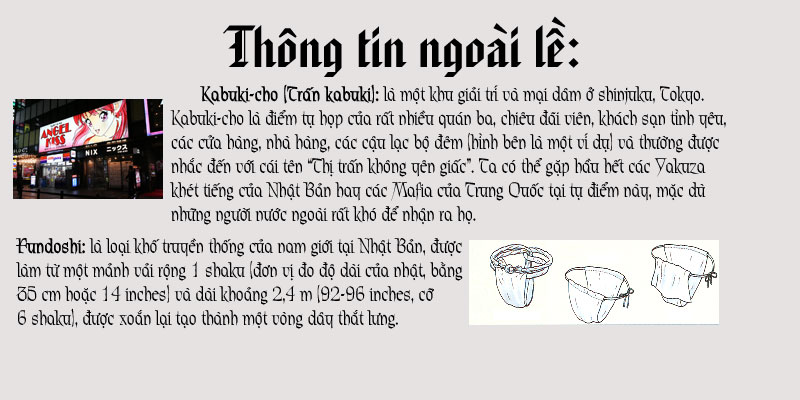 Thông tin ngoài lề:
Kabuki-cho (Trấn kabuki): là một khu giải trí và mại dâm ở shinjuku, Tokyo.
Kabuki-cho là điểm tụ họp của rất nhiều quán ba, chiêu đãi viên, khách sạn tình yêu,
các cửa hàng, nhà hàng, các cậu lạc bộ đêm (hình bên là một ví dụ) và thường được
nhắc đến với cái tên “Thị trấn không yên giấc”. Ta có thể gặp hầu hết các Yakuza
khét tiếng của Nhật Bản hay các Mafia của Trung Quốc tại tụ điểm này, mặc dù
những người nước ngoài rất khó để nhận ra họ.
ANGEL
KISS
NIX ニックス
Fundoshi: là loại khố truyền thống của nam giới tại Nhật Bản, được
làm từ một mảnh vải rộng 1 shaku (đơn vị đo độ dài của nhật, bằng
35 cm hoặc 14 inches) và dài khoảng 2,4 m (92-96 inches, cỡ
6 shaku), được xoắn lại tạo thành một vòng dây thắt lưng.